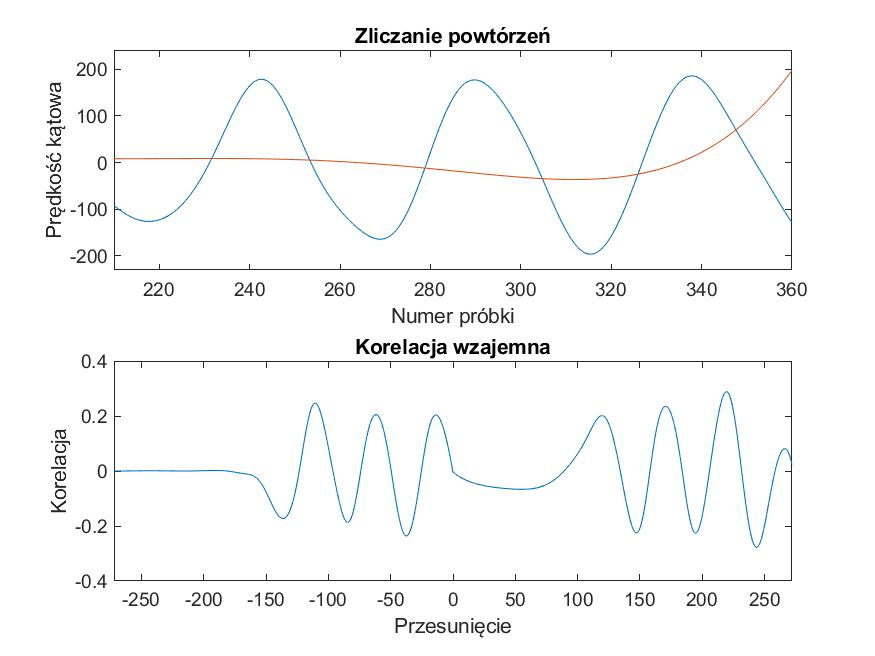 Zliczanie powtórzeń
Prędkość kątowa
200
100
0
-100
-200
220 240 260 280 300 320 340 360
Numer próbki
Korelacja wzajemna
Korelacja
0.4
0.2
0
-0.2
-0.4
-250 -200 -150 -100 -50 0 50 100 150 200 250
Przesunięcie